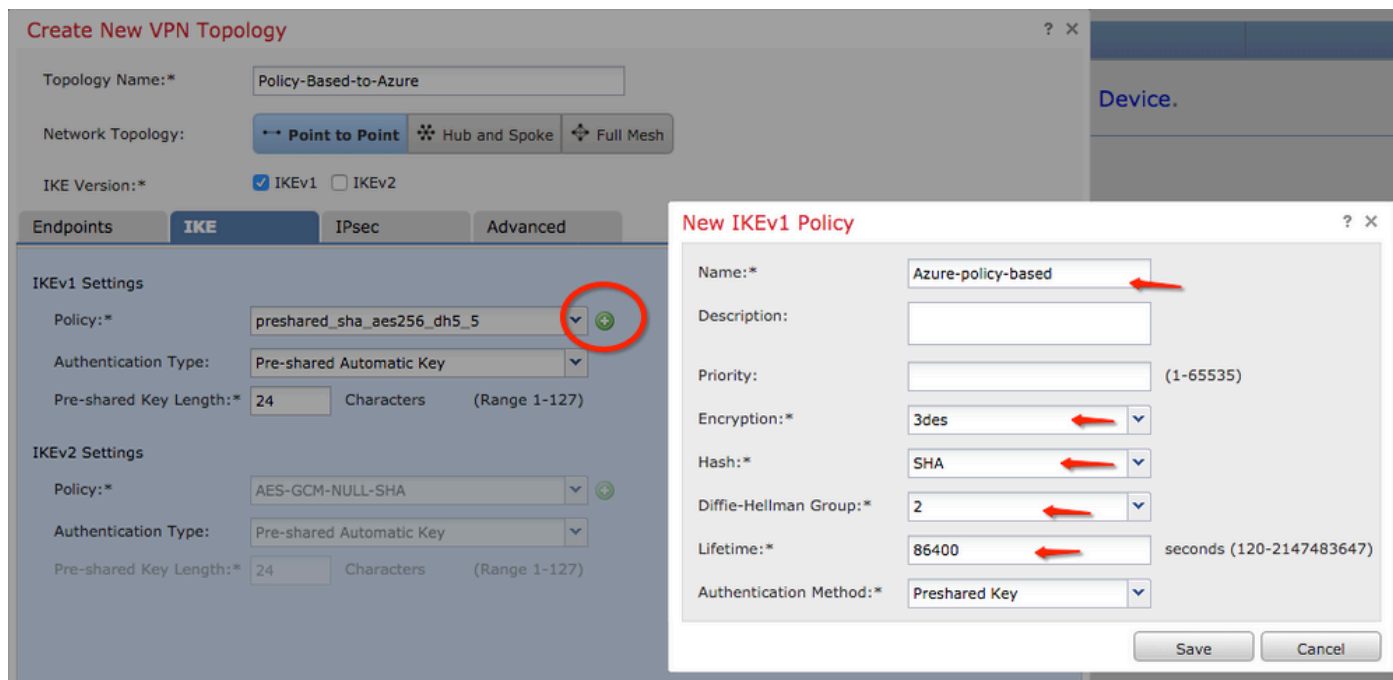 Create New VPN Topology ? ×
Topology Name:* Policy-Based-to-Azure
Device.
Network Topology: Point to Point Hub and Spoke Full Mesh
IKE Version:* IKEv1 IKEv2
Endpoints IKE IPsec Advanced
IKEv1 Settings
Policy:* preshared_sha_aes256_dh5_5
Authentication Type: Pre-shared Automatic Key
Pre-shared Key Length:* 24 Characters (Range 1-127)
IKEv2 Settings
Policy:* AES-GCM-NULL-SHA
Authentication Type: Pre-shared Automatic Key
Pre-shared Key Length:* 24 Characters (Range 1-127)
New IKEv1 Policy ? ×
Name:* Azure-policy-based
Description:
Priority: (1-65535)
Encryption:* 3des
Hash:* SHA
Diffie-Hellman Group:* 2
Lifetime:* 86400 seconds (120-2147483647)
Authentication Method:* Preshared Key
Save Cancel